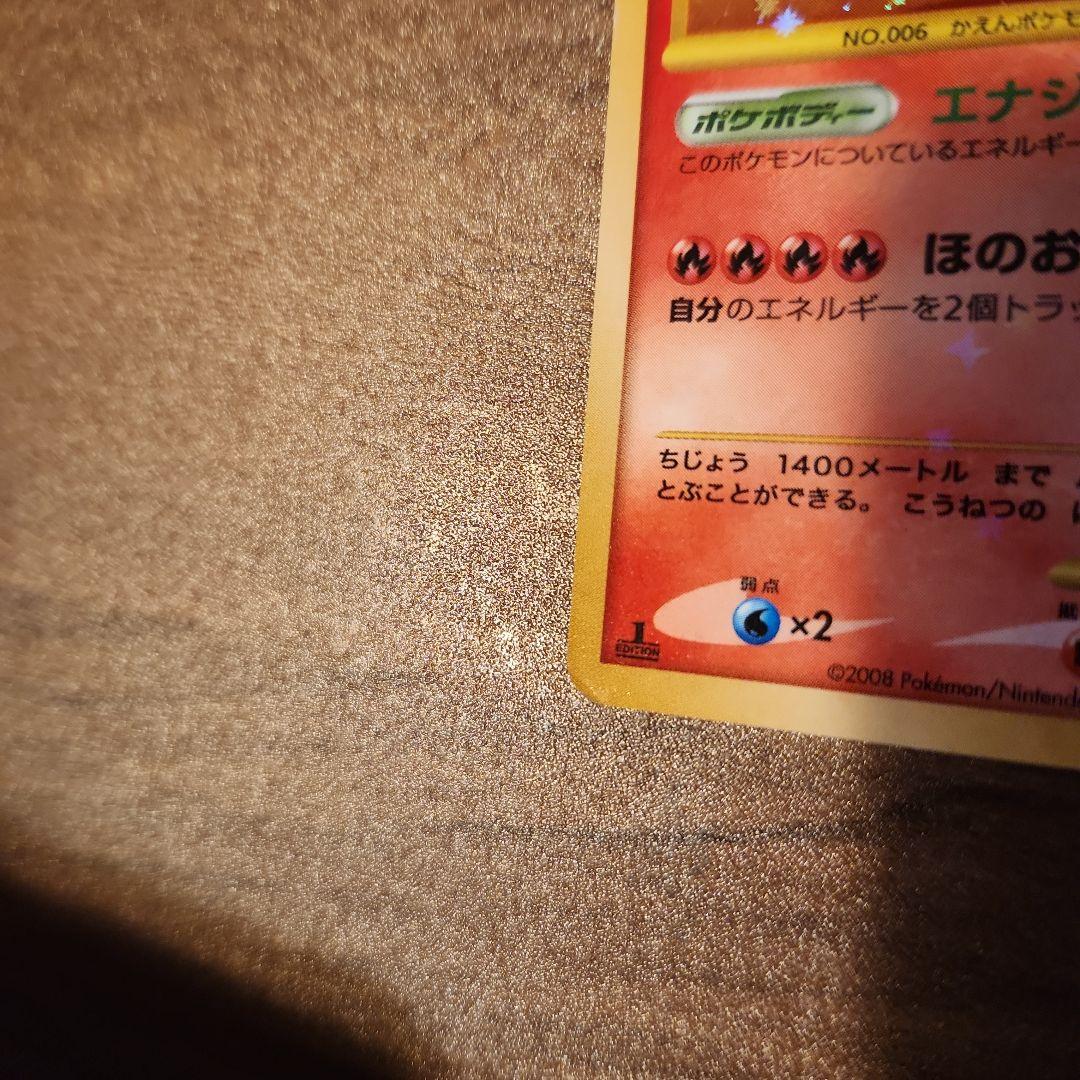 NO.006 かえんポケモ
ポケボディー エナジ
このポケモンについているエネルギー
ほのお
自分のエネルギーを2個トラッ
ちじょう 1400メートル まで
とぶことができる。 こうねつの
弱点
×2
1
EDITION
©2008 Pokémon/Nintendo